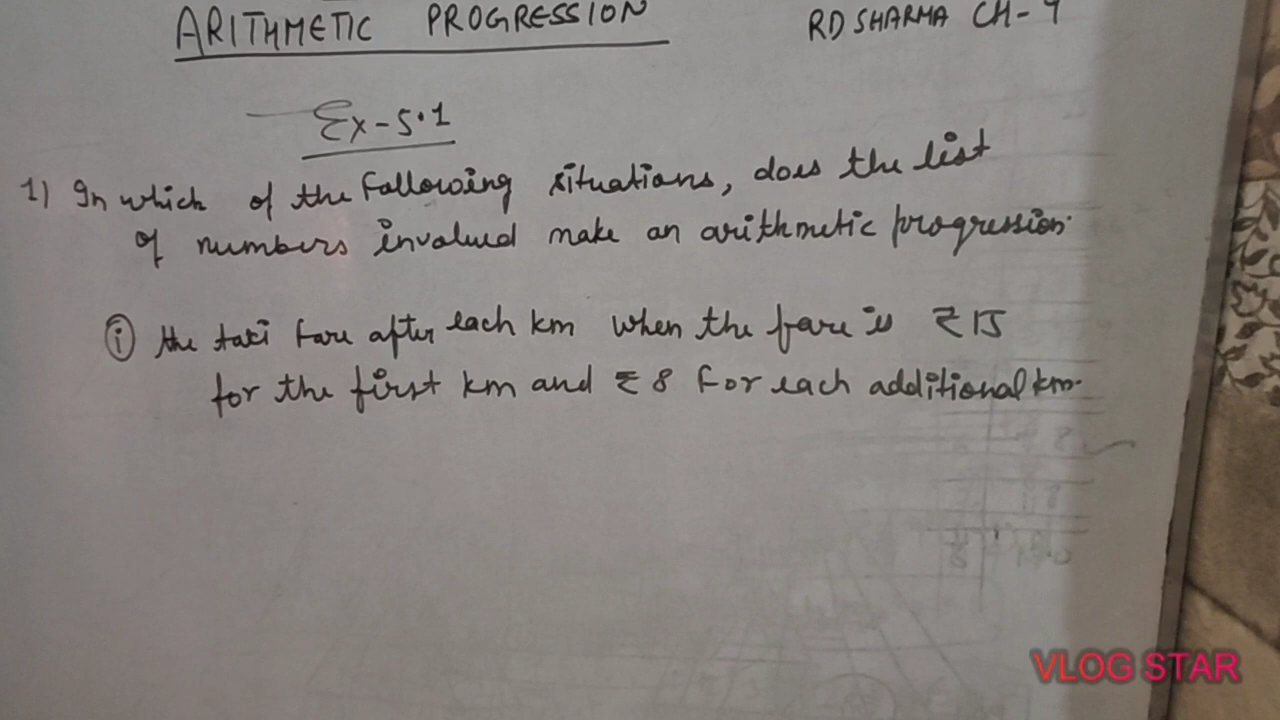 ARITHMETIC PROGRESSION
RD SHARMA CH-9
Ex-5.1
1) In which of the following situations, does the list
of numbers involved make an arithmetic progression.
(i) the taxi fare after each km when the fare is ₹ 15
for the first km and ₹ 8 for each additional km.
VLOG STAR